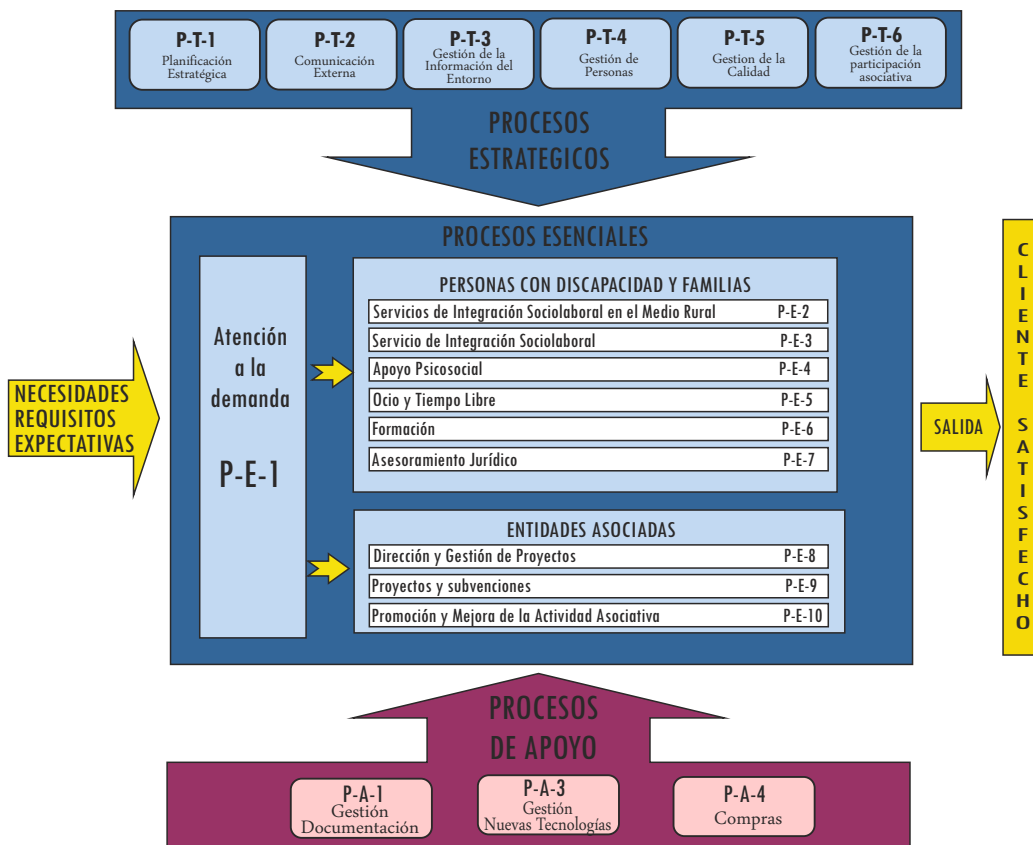 P-T-1
Planificación
Estratégica
P-T-2
Comunicación
Externa
P-T-3
Gestión de la
Información del
Entorno
P-T-4
Gestión de
Personas
P-T-5
Gestion de la
Calidad
P-T-6
Gestión de la
participación
asociativa
PROCESOS
ESTRATEGICOS
NECESIDADES
REQUISITOS
EXPECTATIVAS
PROCESOS ESENCIALES
Atención
a la
demanda
P-E-1
PERSONAS CON DISCAPACIDAD Y FAMILIAS
Servicios de Integración Sociolaboral en el Medio Rural P-E-2
Servicio de Integración Sociolaboral P-E-3
Apoyo Psicosocial P-E-4
Ocio y Tiempo Libre P-E-5
Formación P-E-6
Asesoramiento Jurídico P-E-7
ENTIDADES ASOCIADAS
Dirección y Gestión de Proyectos P-E-8
Proyectos y subvenciones P-E-9
Promoción y Mejora de la Actividad Asociativa P-E-10
SALIDA
CLIENTE SATISFECHO
PROCESOS
DE APOYO
P-A-1
Gestión
Documentación
P-A-3
Gestión
Nuevas Tecnologías
P-A-4
Compras